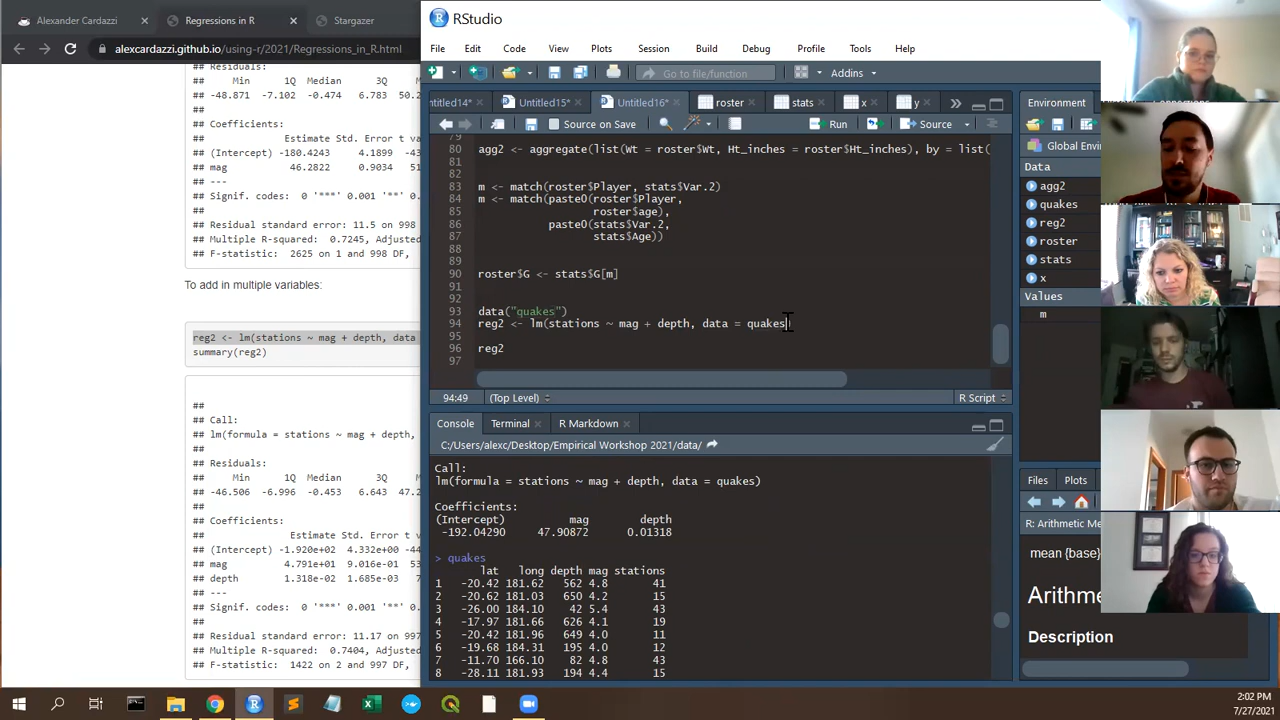 Alexander Cardazzi
Regressions in R
Stargazer
alexcardazzi.github.io/using-r/2021/Regressions_in_R.html
## Residuals:
## Min 1Q Median 3Q
## -48.871 -7.102 -0.474 6.783 50.2
##
## Coefficients:
## Estimate Std. Error t v
## (Intercept) -180.4243 4.1899 -43
## mag 46.2822 0.9034 51
## ---
## Signif. codes: 0 '***' 0.001 '**' 0
##
## Residual standard error: 11.5 on 998
## Multiple R-squared: 0.7245, Adjusted
## F-statistic: 2625 on 1 and 998 DF,
To add in multiple variables:
reg2 <- lm(stations ~ mag + depth, data
summary(reg2)
##
## Call:
## lm(formula = stations ~ mag + depth,
##
## Residuals:
## Min 1Q Median 3Q
## -46.506 -6.996 -0.453 6.643 47.2
##
## Coefficients:
## Estimate Std. Error
## (Intercept) -1.920e+02 4.332e+00 -44
## mag 4.791e+01 9.016e-01 53
## depth 1.318e-02 1.685e-03 7
## ---
## Signif. codes: 0 '***' 0.001 '**' 0
##
## Residual standard error: 11.17 on 997
## Multiple R-squared: 0.7404, Adjusted
## F-statistic: 1422 on 2 and 997 DF,
RStudio
File Edit Code View Plots Session Build Debug Profile Tools Help
Go to file/function
Addins
ntitled14* Untitled15* Untitled16* roster stats x y
Source on Save Run Source
79
80 agg2 <- aggregate(list(Wt = roster$Wt, Ht_inches = roster$Ht_inches), by = list(
81
82
83 m <- match(roster$Player, stats$Var.2)
84 m <- match(paste0(roster$Player,
85 roster$age),
86 paste0(stats$Var.2,
87 stats$Age))
88
89
90 roster$G <- stats$G[m]
91
92
93 data("quakes")
94 reg2 <- lm(stations ~ mag + depth, data = quakes)
95
96 reg2
97
94:49 (Top Level) R Script
Console Terminal R Markdown
C:/Users/alexc/Desktop/Empirical Workshop 2021/data/
Call:
lm(formula = stations ~ mag + depth, data = quakes)
Coefficients:
(Intercept) mag depth
-192.04290 47.90872 0.01318
> quakes
lat long depth mag stations
1 -20.42 181.62 562 4.8 41
2 -20.62 181.03 650 4.2 15
3 -26.00 184.10 42 5.4 43
4 -17.97 181.66 626 4.1 19
5 -20.42 181.96 649 4.0 11
6 -19.68 184.31 195 4.0 12
7 -11.70 166.10 82 4.8 43
8 -28.11 181.93 194 4.4 15
Environment
Global Envi
Data
agg2
quakes
reg2
roster
stats
x
Values
m
Files Plots
R: Arithmetic Me
mean {base}
Arithm
Description
2:02 PM
7/27/2021